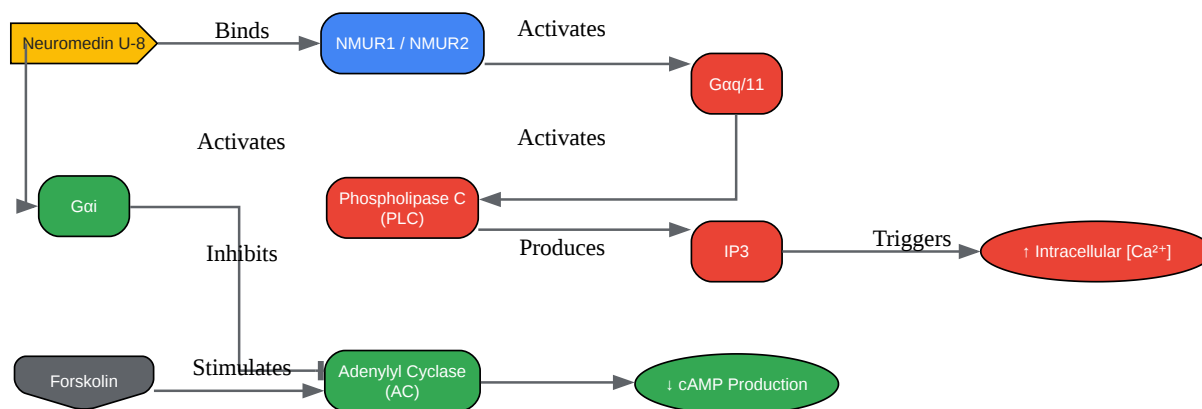 Neuromedin U-8
Binds
NMUR1 / NMUR2
Activates
Gαq/11
Activates
Activates
Gαi
Phospholipase C
(PLC)
Inhibits
Produces
IP3
Triggers
↑ Intracellular [Ca²⁺]
Forskolin
Stimulates
Adenylyl Cyclase
(AC)
↓ cAMP Production